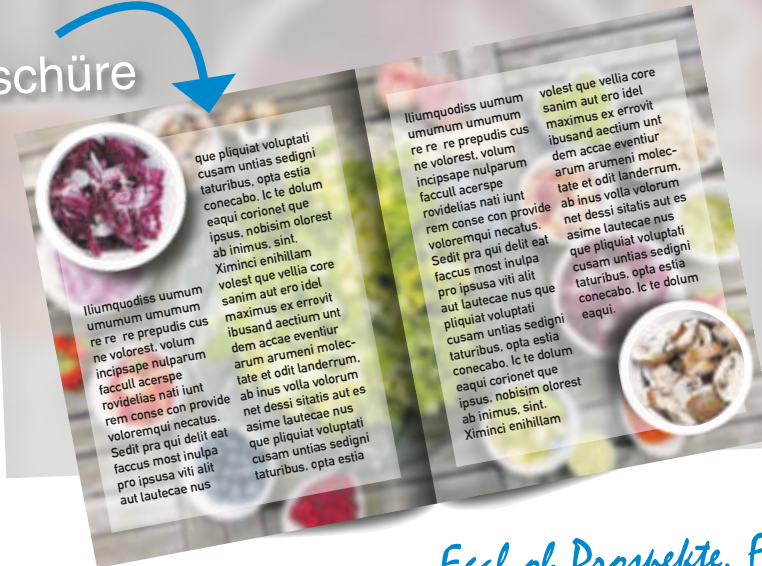 schüre
Iliumquodiss uumum
umumum umumum
re re re prepudis cus
ne volorest, volum
incipsape nulparum
faccull acerspe
rovidelias nati iunt
rem conse con provide
voloremqui necatus.
Sedit pra qui delit eat
faccus most inulpa
pro ipsusa viti alit
aut lautecae nus
que pliquiat voluptati
cusam untias sedigni
taturibus, opta estia
conecabo. Ic te dolum
eaqui corionet que
ipsus, nobisim olorest
ab inimus, sint.
Ximinci enihillam
volest que vellia core
sanim aut ero idel
maximus ex errovit
ibusand aectium unt
dem accae eventiur
arum arumeni molec-
tate et odit landerrum,
ab inus volla volorum
net dessi sitatis aut es
asime lautecae nus
que pliquiat voluptati
cusam untias sedigni
taturibus, opta estia
Iliumquodiss uumum
umumum umumum
re re re prepudis cus
ne volorest, volum
incipsape nulparum
faccull acerspe
rovidelias nati iunt
rem conse con provide
voloremqui necatus.
Sedit pra qui delit eat
faccus most inulpa
pro ipsusa viti alit
aut lautecae nus que
pliquiat voluptati
cusam untias sedigni
taturibus, opta estia
conecabo. Ic te dolum
eaqui corionet que
ipsus, nobisim olorest
ab inimus, sint.
Ximinci enihillam
volest que vellia core
sanim aut ero idel
maximus ex errovit
ibusand aectium unt
dem accae eventiur
arum arumeni molec-
tate et odit landerrum,
ab inus volla volorum
net dessi sitatis aut es
asime lautecae nus
que pliquiat voluptati
cusam untias sedigni
taturibus, opta estia
conecabo. Ic te dolum
eaqui.
Egal ob Prospekte, F